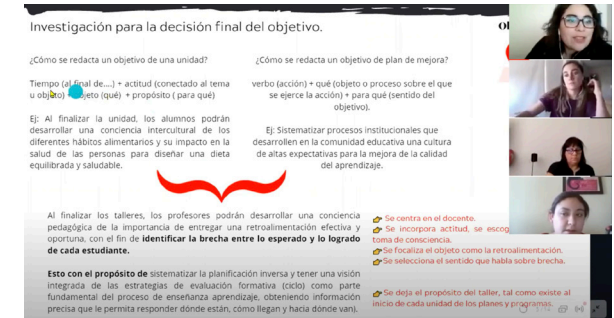 Investigación para la decisión final del objetivo.
¿Cómo se redacta un objetivo de una unidad?
Tiempo (al final de....) + actitud (conectado al tema
u objeto) + objeto (qué) + propósito ( para qué)
Ej: Al finalizar la unidad, los alumnos podrán
desarrollar una conciencia intercultural de los
diferentes hábitos alimentarios y su impacto en la
salud de las personas para diseñar una dieta
equilibrada y saludable.
¿Cómo se redacta un objetivo de plan de mejora?
verbo (acción) + qué (objeto o proceso sobre el que
se ejerce la acción) + para qué (sentido del
objetivo).
Ej: Sistematizar procesos institucionales que
desarrollen en la comunidad educativa una cultura
de altas expectativas para la mejora de la calidad
del aprendizaje.
Al finalizar los talleres, los profesores podrán desarrollar una conciencia
pedagógica de la importancia de entregar una retroalimentación efectiva y
oportuna, con el fin de identificar la brecha entre lo esperado y lo logrado
de cada estudiante.
Esto con el propósito de sistematizar la planificación inversa y tener una visión
integrada de las estrategias de evaluación formativa (ciclo) como parte
fundamental del proceso de enseñanza aprendizaje, obteniendo información
precisa que le permita responder dónde están, cómo llegan y hacia dónde van).
Se centra en el docente.
Se incorpora actitud, se escog
toma de consciencia.
Se focaliza el objeto como la retroalimentación.
Se selecciona el sentido que habla sobre brecha.
Se deja el propósito del taller, tal como existe al
inicio de cada unidad de los planes y programas.